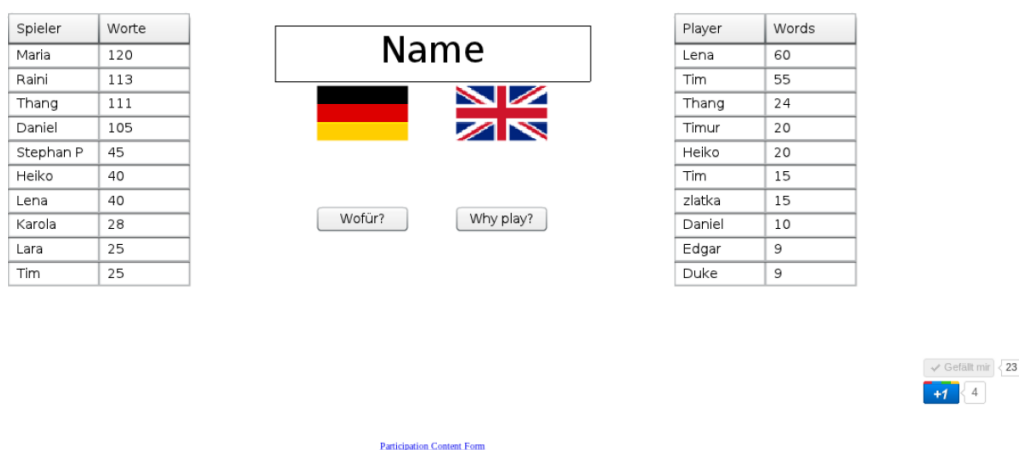 Spieler Worte
Maria 120
Raini 113
Thang 111
Daniel 105
Stephan P 45
Heiko 40
Lena 40
Karola 28
Lara 25
Tim 25
Name
Wofür? Why play?
Player Words
Lena 60
Tim 55
Thang 24
Timur 20
Heiko 20
Tim 15
zlatka 15
Daniel 10
Edgar 9
Duke 9
Gefällt mir 23
+1 4
Participation Content Form